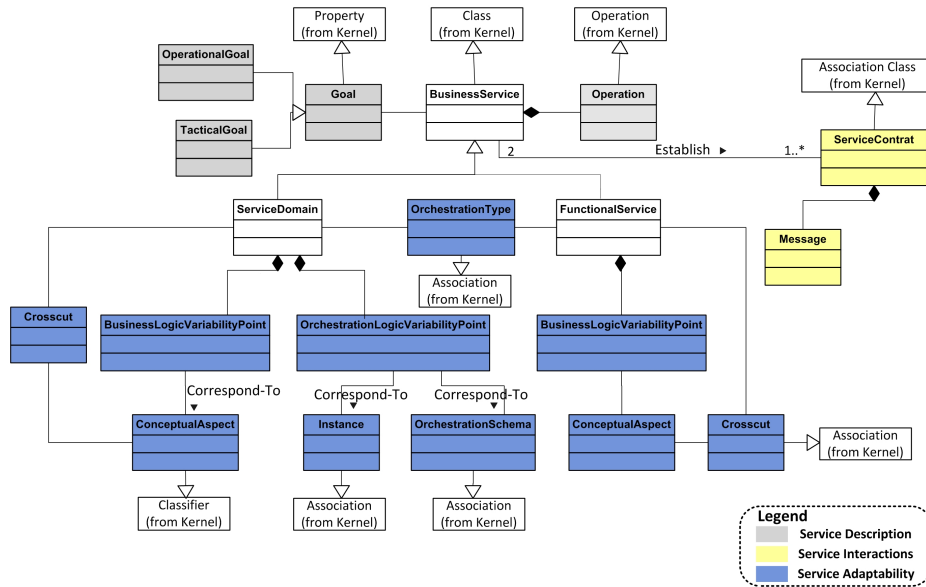 Property
(from Kernel)
Class
(from Kernel)
Operation
(from Kernel)
OperationalGoal
Association Class
(from Kernel)
Goal
BusinessService
Operation
TacticalGoal
ServiceContrat
2
Establish ►
1..*
ServiceDomain
OrchestrationType
FunctionalService
Message
Association
(from Kernel)
Crosscut
BusinessLogicVariabilityPoint
OrchestrationLogicVariabilityPoint
BusinessLogicVariabilityPoint
Correspond-To
Correspond-To
Correspond-To
ConceptualAspect
Instance
OrchestrationSchema
ConceptualAspect
Crosscut
Association
(from Kernel)
Classifier
(from Kernel)
Association
(from Kernel)
Association
(from Kernel)
Legend
Service Description
Service Interactions
Service Adaptability